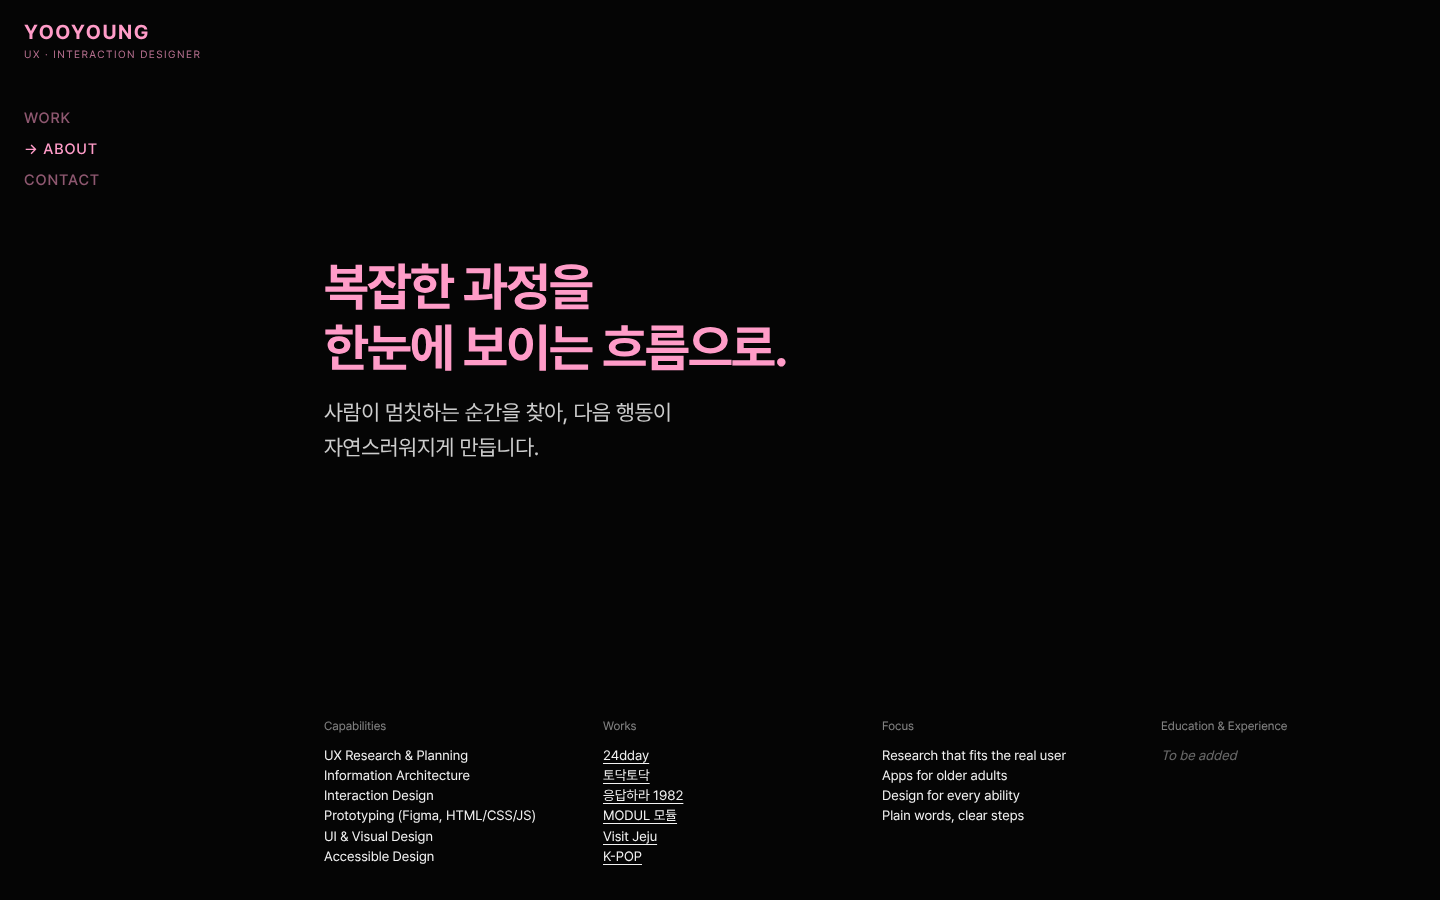 YOOYOUNG
UX · INTERACTION DESIGNER
WORK
→ ABOUT
CONTACT
복잡한 과정을
한눈에 보이는 흐름으로.
사람이 멈칫하는 순간을 찾아, 다음 행동이
자연스러워지게 만듭니다.
Capabilities
UX Research & Planning
Information Architecture
Interaction Design
Prototyping (Figma, HTML/CSS/JS)
UI & Visual Design
Accessible Design
Works
24dday
토닥토닥
응답하라 1982
MODUL 모듈
Visit Jeju
K-POP
Focus
Research that fits the real user
Apps for older adults
Design for every ability
Plain words, clear steps
Education & Experience
To be added